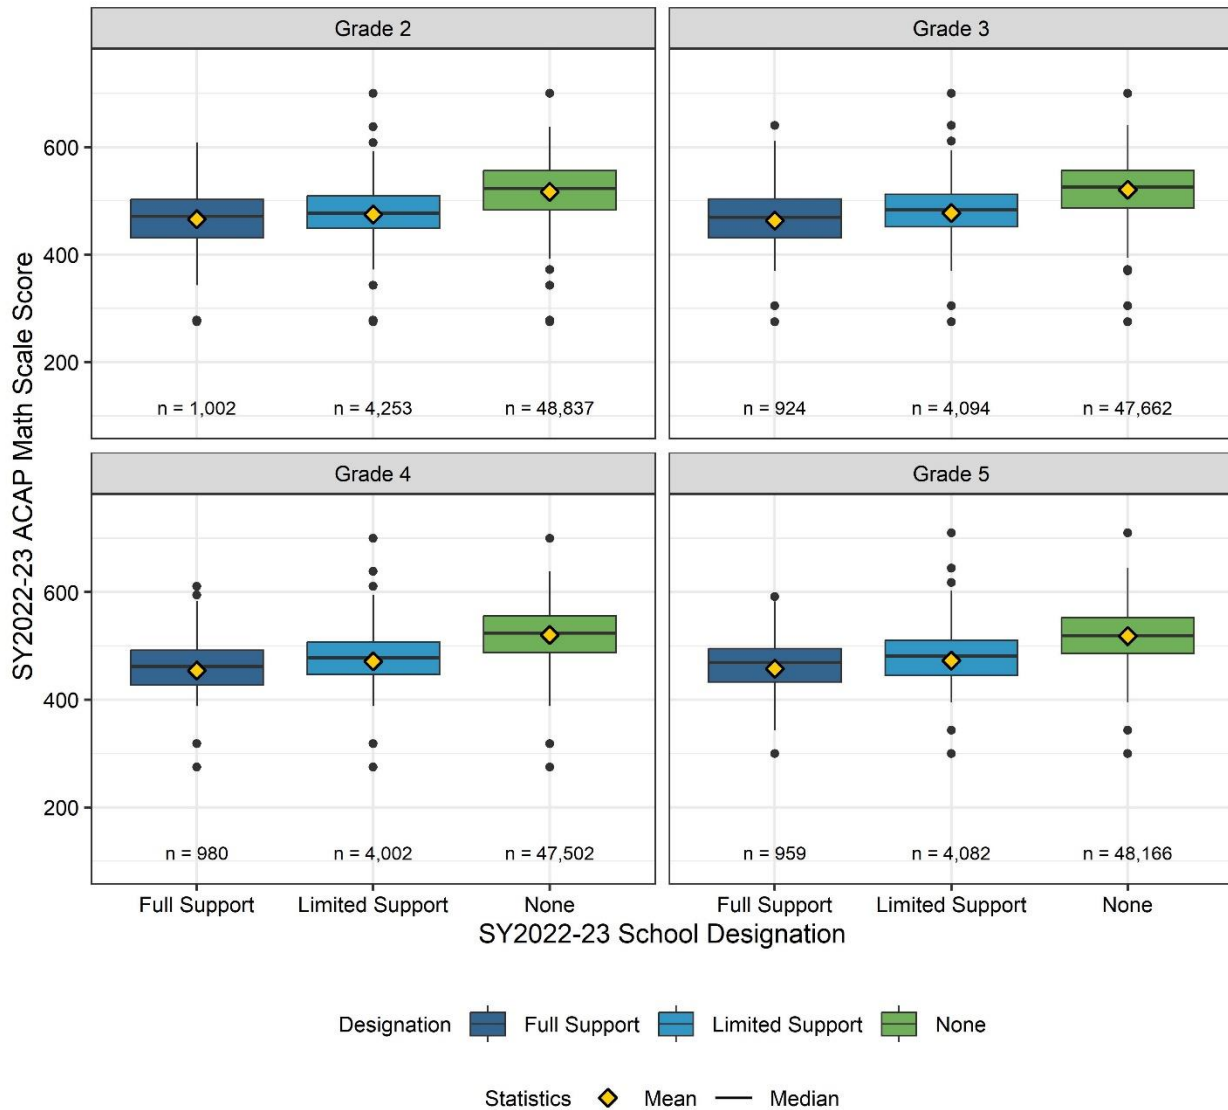 Grade 2
Grade 3
600
400
200
n = 1,002
n = 4,253
n = 48,837
n = 924
n = 4,094
n = 47,662
SY2022-23 ACAP Math Scale Score
Grade 4
Grade 5
600
400
200
n = 980
n = 4,002
n = 47,502
n = 959
n = 4,082
n = 48,166
Full Support
Limited Support
None
Full Support
Limited Support
None
SY2022-23 School Designation
Designation Full Support Limited Support None
Statistics Mean Median